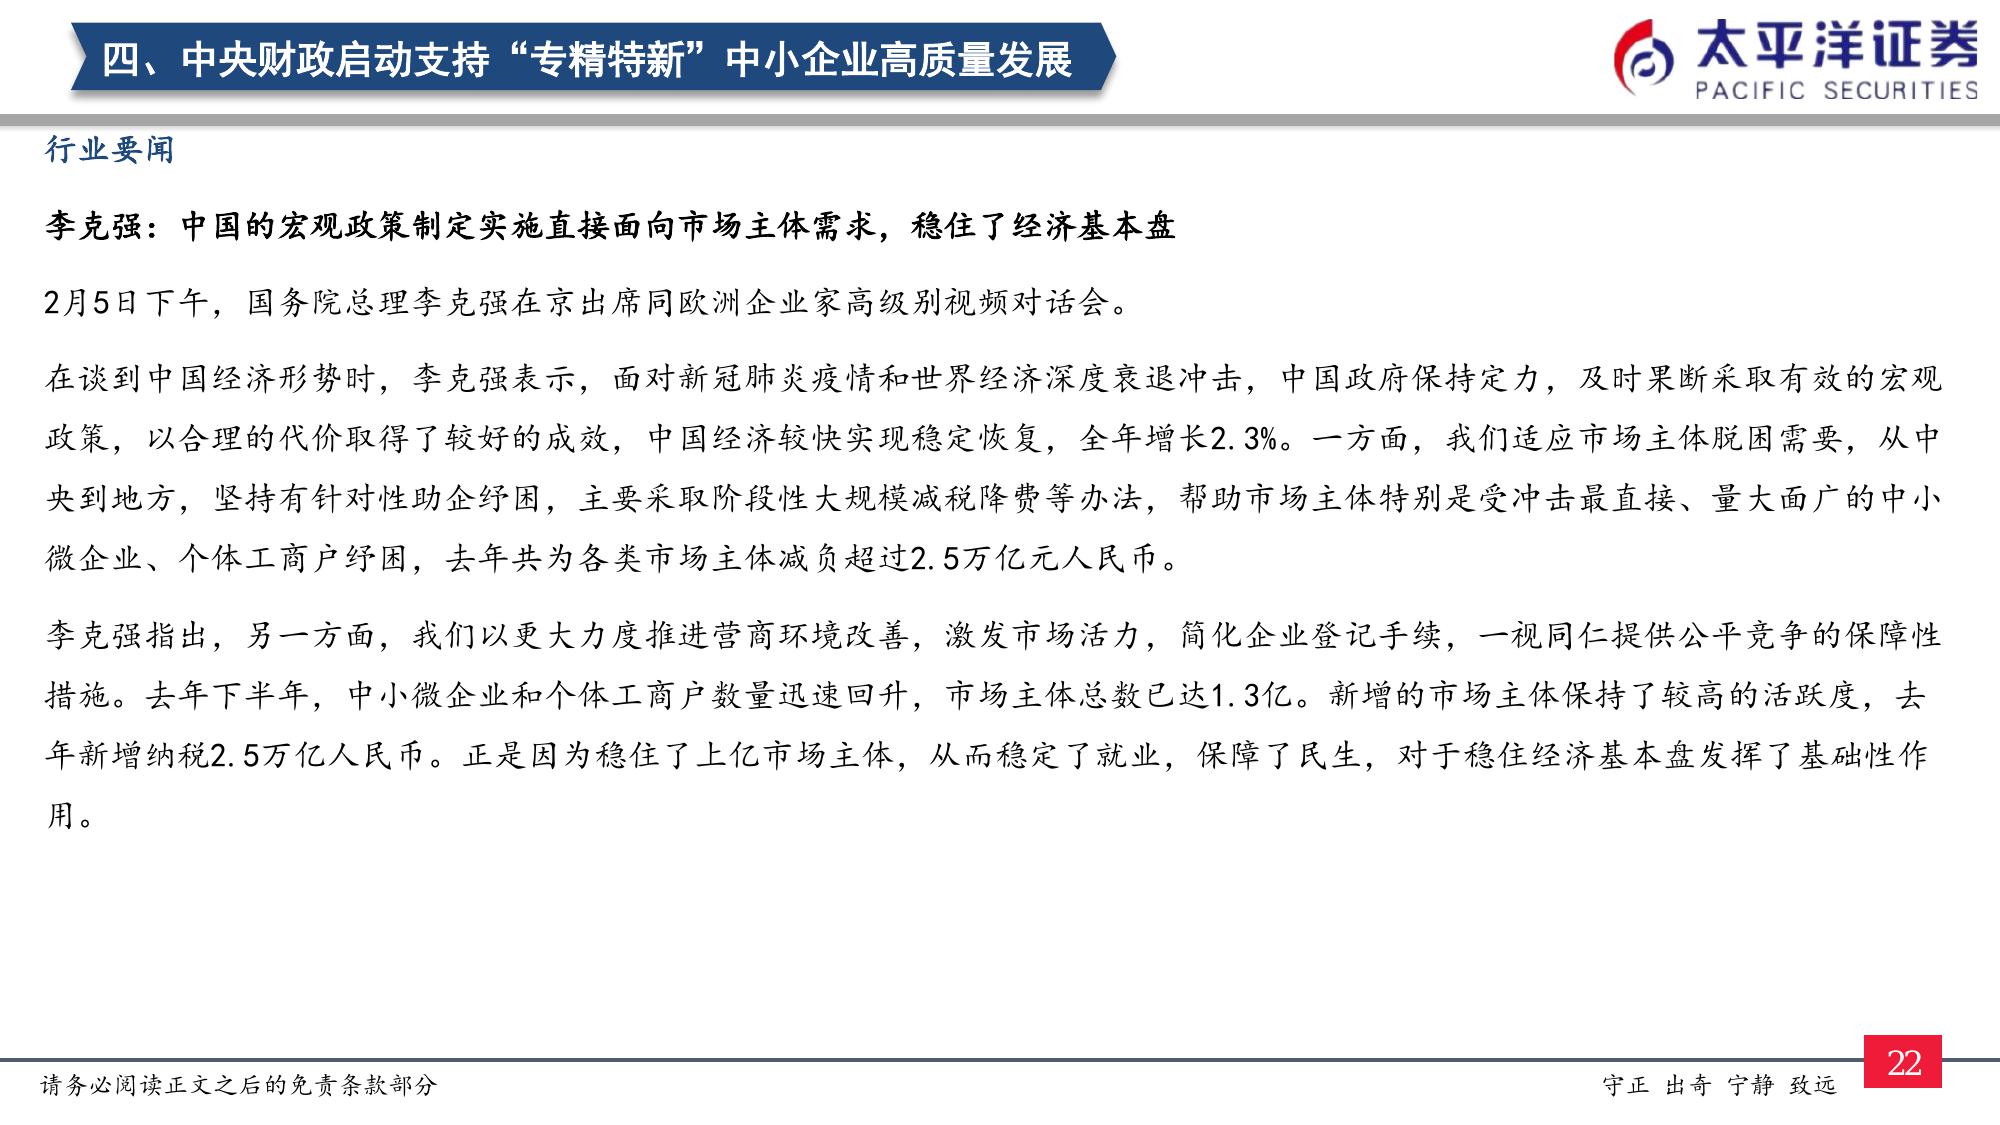 四、中央财政启动支持“专精特新”中小企业高质量发展
太平洋证券
PACIFIC SECURITIES
行业要闻
李克强：中国的宏观政策制定实施直接面向市场主体需求，稳住了经济基本盘
2月5日下午，国务院总理李克强在京出席同欧洲企业家高级别视频对话会。
在谈到中国经济形势时，李克强表示，面对新冠肺炎疫情和世界经济深度衰退冲击，中国政府保持定力，及时果断采取有效的宏观
政策，以合理的代价取得了较好的成效，中国经济较快实现稳定恢复，全年增长2.3%。一方面，我们适应市场主体脱困需要，从中
央到地方，坚持有针对性助企纾困，主要采取阶段性大规模减税降费等办法，帮助市场主体特别是受冲击最直接、量大面广的中小
微企业、个体工商户纾困，去年共为各类市场主体减负超过2.5万亿元人民币。
李克强指出，另一方面，我们以更大力度推进营商环境改善，激发市场活力，简化企业登记手续，一视同仁提供公平竞争的保障性
措施。去年下半年，中小微企业和个体工商户数量迅速回升，市场主体总数已达1.3亿。新增的市场主体保持了较高的活跃度，去
年新增纳税2.5万亿人民币。正是因为稳住了上亿市场主体，从而稳定了就业，保障了民生，对于稳住经济基本盘发挥了基础性作
用。
请务必阅读正文之后的免责条款部分
守正 出奇 宁静 致远
22